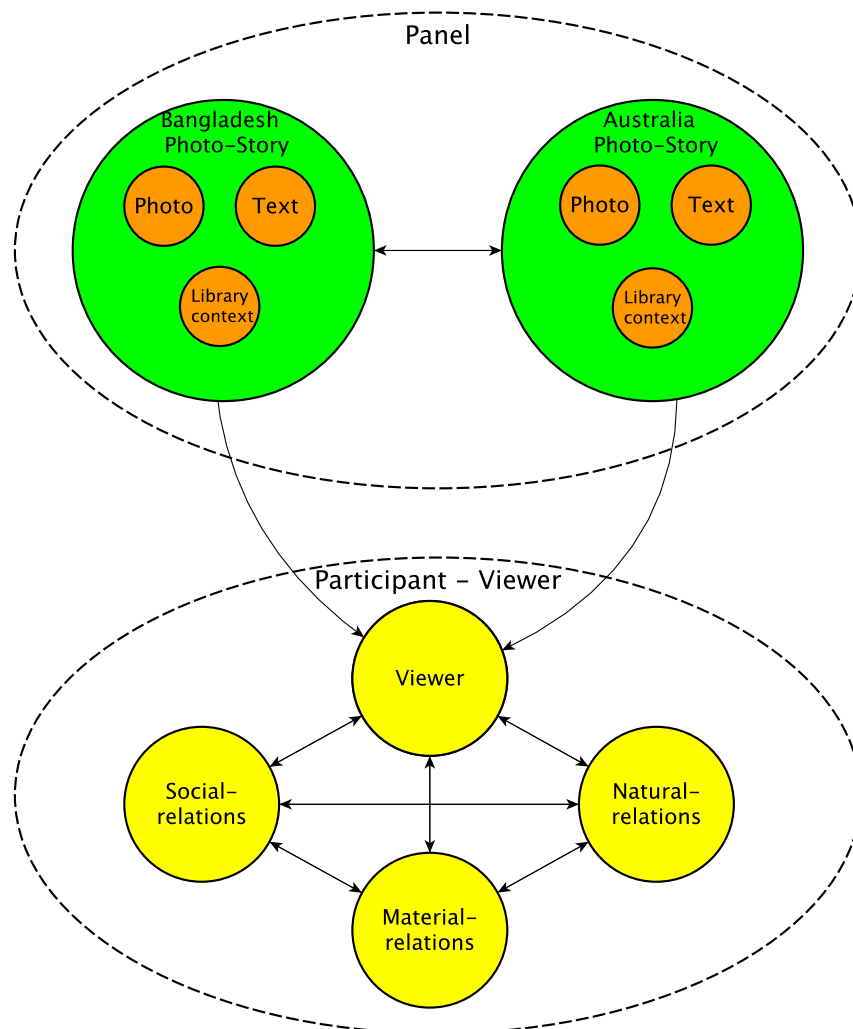 Panel
Bangladesh
Photo-Story
Australia
Photo-Story
Photo
Text
Photo
Text
Library
context
Library
context
Participant - Viewer
Viewer
Social-
relations
Natural-
relations
Material-
relations